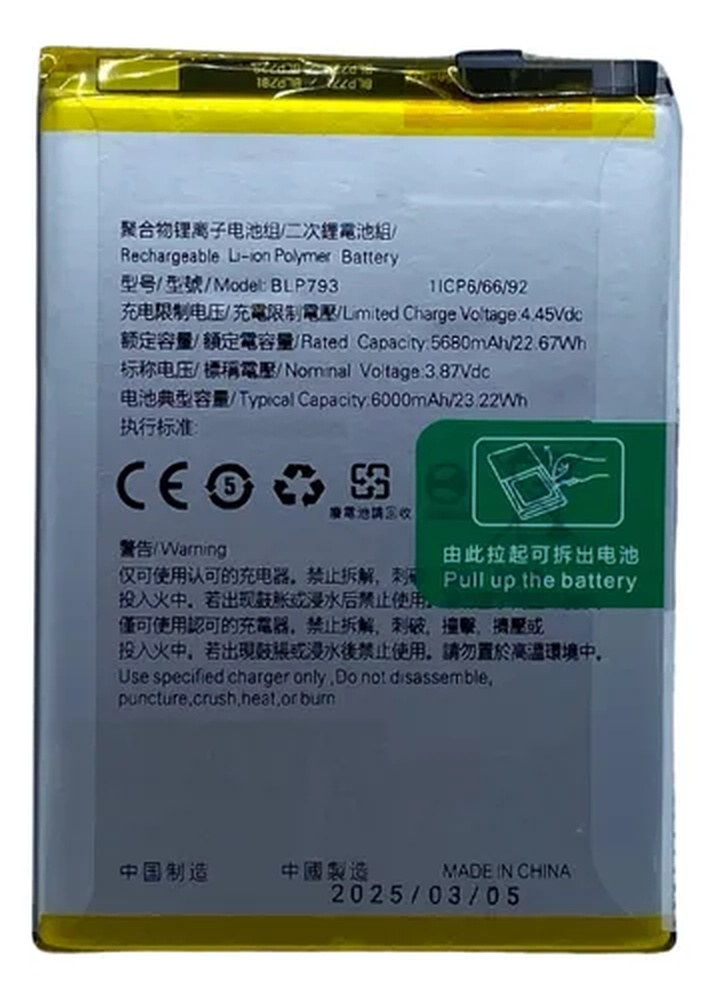 BLP729 BLP77 BLP781
聚合物锂离子电池组/二次鋰電池組/
Rechargeable Li-ion Polymer Battery
型号/型號/Model: BLP793 1ICP6/66/92
充电限制电压/充電限制電壓/Limited Charge Voltage:4.45Vdc
额定容量/額定電容量/Rated Capacity:5680mAh/22.67Wh
标称电压/標稱電壓/Nominal Voltage:3.87Vdc
电池典型容量/Typical Capacity:6000mAh/23.22Wh
执行标准:
CE 5
廢電池請回收
由此拉起可拆出电池
Pull up the battery
警告/Warning
仅可使用认可的充电器。禁止拆解,刺破
投入火中。若出现鼓胀或浸水后禁止使用。
僅可使用認可的充電器。禁止拆解,刺破,撞擊,擠壓或
投入火中。若出現鼓脹或浸水後禁止使用。請勿置於高溫環境中。
Use specified charger only ,Do not disassemble,
puncture,crush,heat,or burn
中国制造 中國製造 MADE IN CHINA
2025/03/05